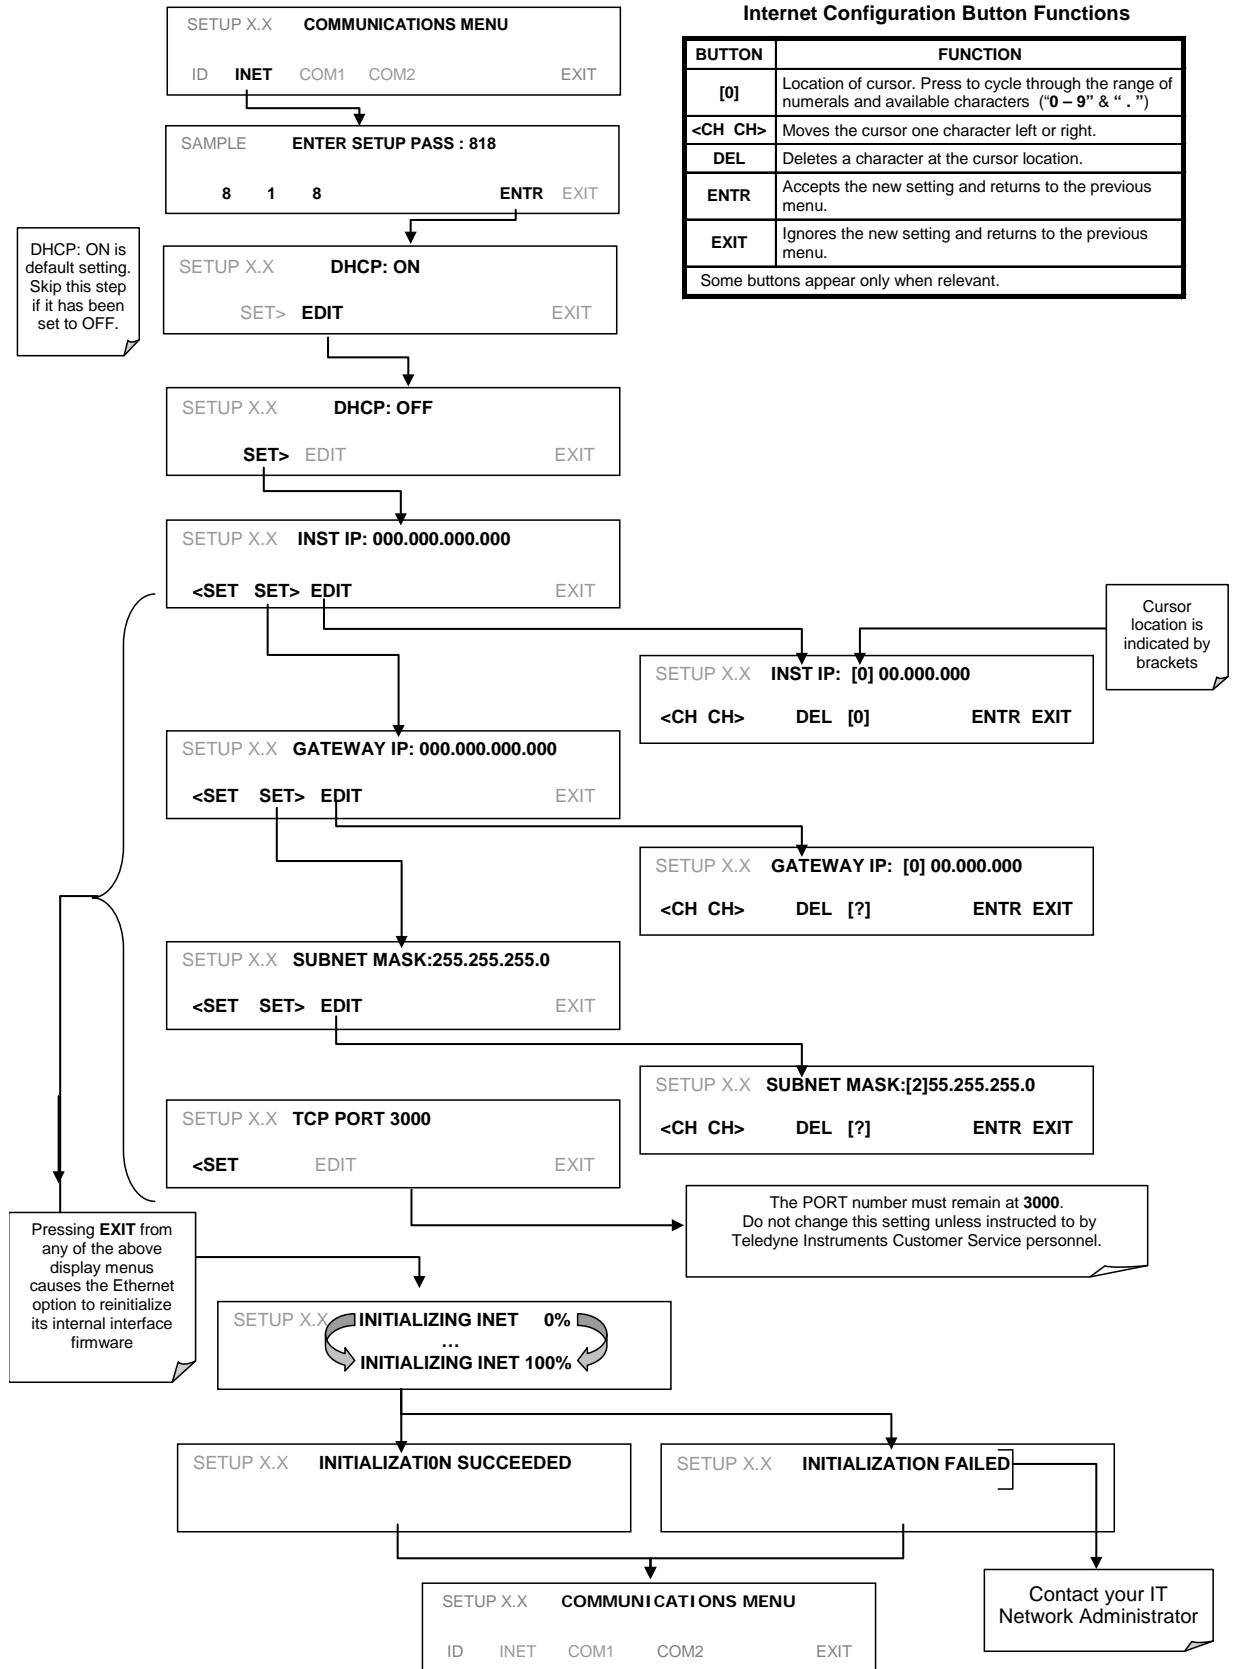 SETUP X.X COMMUNICATIONS MENU
ID INET COM1 COM2 EXIT
Internet Configuration Button Functions
BUTTON FUNCTION
[0] Location of cursor. Press to cycle through the range of
numerals and available characters (“0 – 9” & “ . ”)
<CH CH> Moves the cursor one character left or right.
DEL Deletes a character at the cursor location.
ENTR Accepts the new setting and returns to the previous
menu.
EXIT Ignores the new setting and returns to the previous
menu.
Some buttons appear only when relevant.
SAMPLE ENTER SETUP PASS : 818
8 1 8 ENTR EXIT
DHCP: ON is
default setting.
Skip this step
if it has been
set to OFF.
SETUP X.X DHCP: ON
SET> EDIT EXIT
SETUP X.X DHCP: OFF
SET> EDIT EXIT
SETUP X.X INST IP: 000.000.000.000
<SET SET> EDIT EXIT
Cursor
location is
indicated by
brackets
SETUP X.X INST IP: [0] 00.000.000
<CH CH> DEL [0] ENTR EXIT
SETUP X.X GATEWAY IP: 000.000.000.000
<SET SET> EDIT EXIT
SETUP X.X GATEWAY IP: [0] 00.000.000
<CH CH> DEL [?] ENTR EXIT
SETUP X.X SUBNET MASK:255.255.255.0
<SET SET> EDIT EXIT
SETUP X.X SUBNET MASK:[2]55.255.255.0
<CH CH> DEL [?] ENTR EXIT
SETUP X.X TCP PORT 3000
<SET EDIT EXIT
The PORT number must remain at 3000.
Do not change this setting unless instructed to by
Teledyne Instruments Customer Service personnel.
Pressing EXIT from
any of the above
display menus
causes the Ethernet
option to reinitialize
its internal interface
firmware
SETUP X.X INITIALIZING INET 0%
…
INITIALIZING INET 100%
SETUP X.X INITIALIZATI0N SUCCEEDED
SETUP X.X INITIALIZATION FAILED
Contact your IT
Network Administrator
SETUP X.X COMMUNICATIONS MENU
ID INET COM1 COM2 EXIT